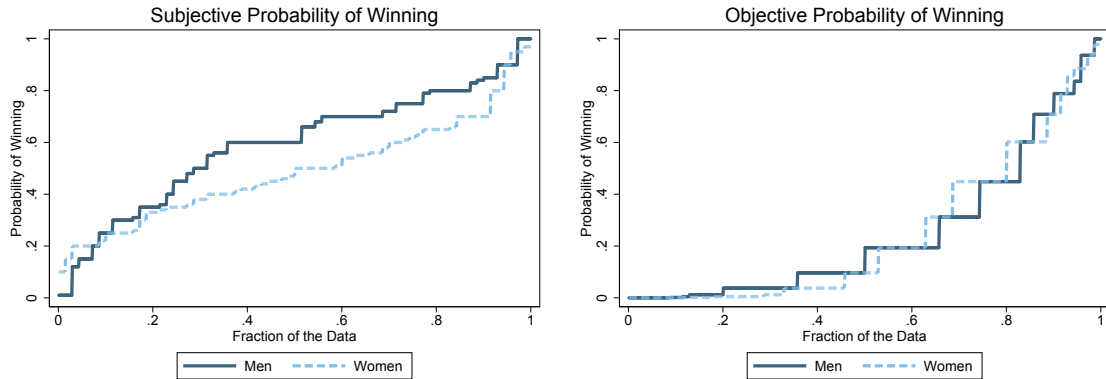 Subjective Probability of Winning
Probability of Winning
1
.8
.6
.4
.2
0
0 .2 .4 .6 .8 1
Fraction of the Data
Men Women
Objective Probability of Winning
Probability of Winning
1
.8
.6
.4
.2
0
0 .2 .4 .6 .8 1
Fraction of the Data
Men Women